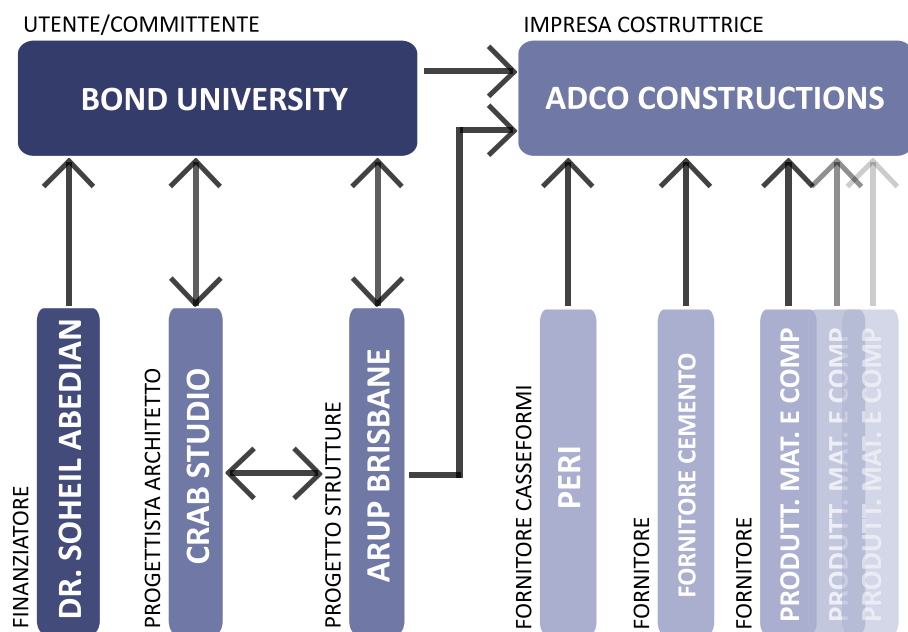 UTENTE/COMMITTENTE
BOND UNIVERSITY
IMPRESA COSTRUTTRICE
ADCO CONSTRUCTIONS
FINANZIATORE
DR. SOHEIL ABEDIAN
PROGETTISTA ARCHITETTO
CRAB STUDIO
PROGETTO STRUTTURE
ARUP BRISBANE
FORNITORE CASSEFORMI
PERI
FORNITORE
FORNITORE CEMENTO
FORNITORE
PRODUTT. MAT. E COMP
PRODUTT. MAT. E COMP
PRODUTT. MAT. E COMP